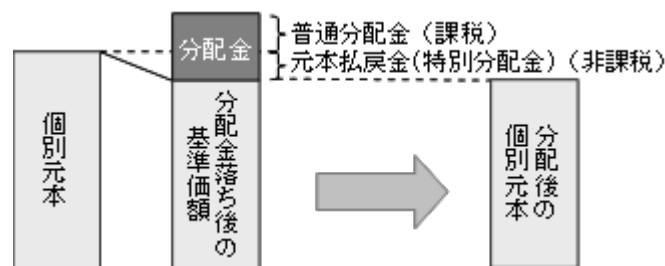 分配金
普通分配金（課税）
元本払戻金(特別分配金)（非課税）
個別元本
分配金落ち後の
基準価額
分配後の
個別元本